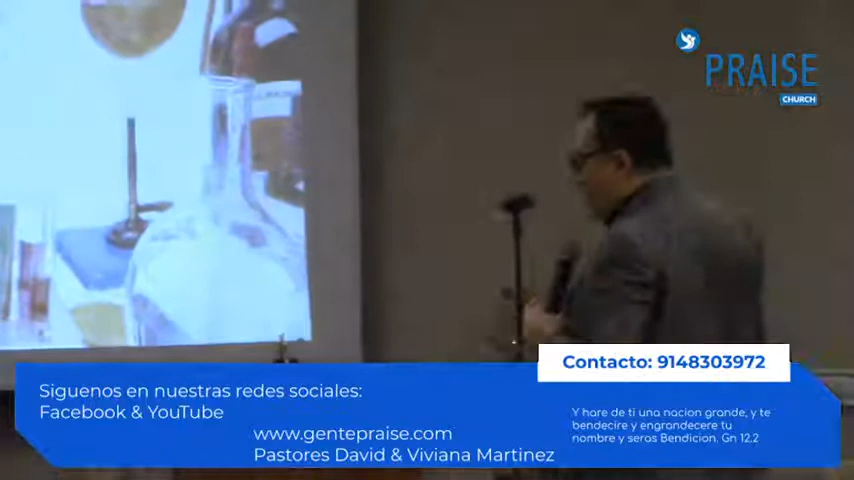 PRAISE
CHURCH
Contacto: 9148303972
Siguenos en nuestras redes sociales:
Facebook & YouTube
www.gentepraise.com
Pastores David & Viviana Martinez
Y hare de ti una nacion grande, y te
bendecire y engrandecere tu
nombre y seras Bendicion. Gn 12,2